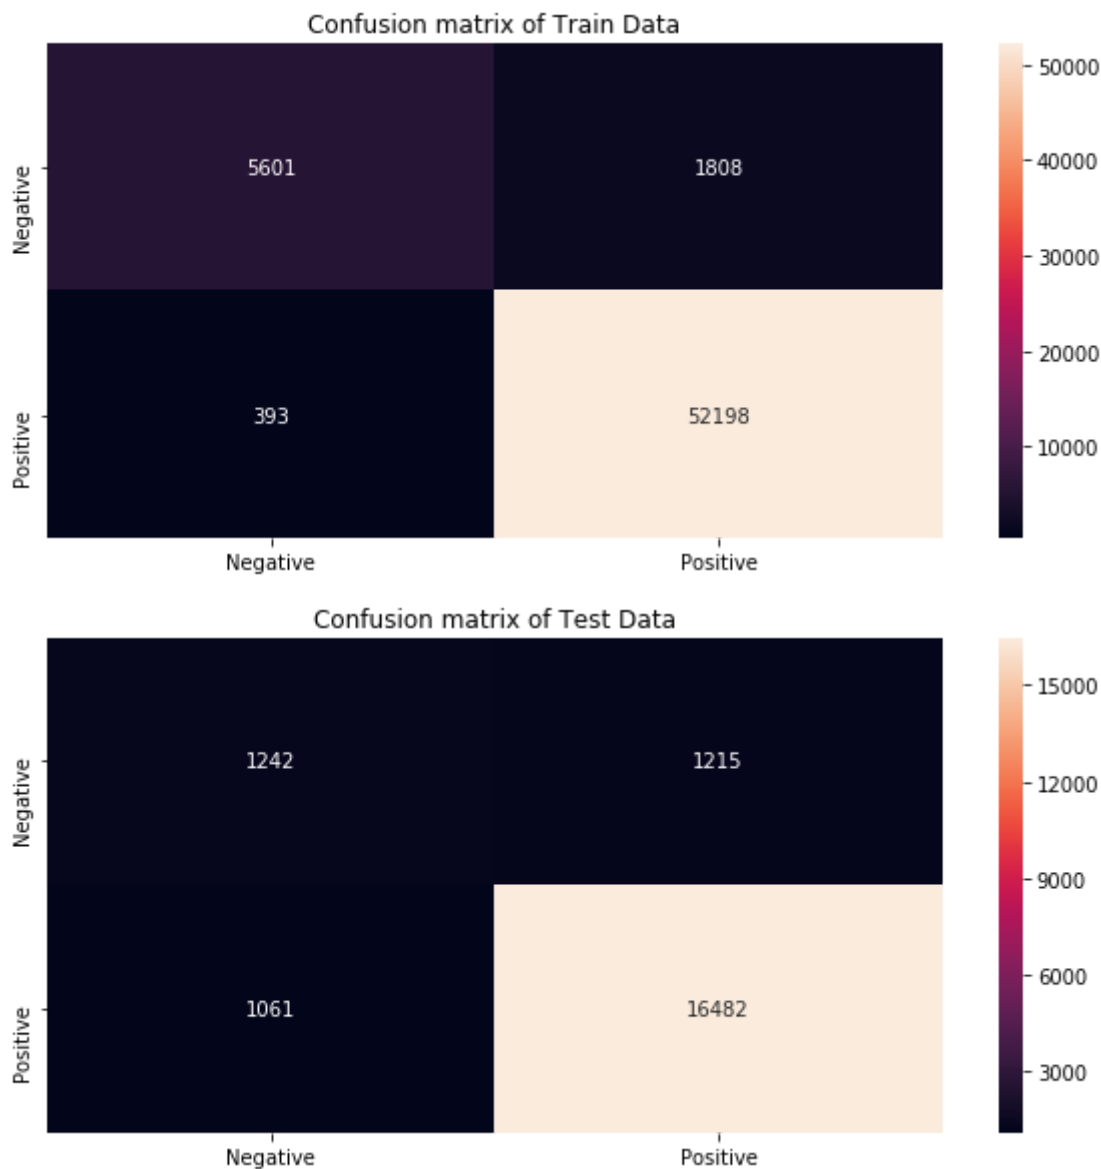 Confusion matrix of Train Data
50000
Negative
5601
1808
40000
30000
20000
Positive
393
52198
10000
Negative
Positive
Confusion matrix of Test Data
15000
Negative
1242
1215
12000
9000
6000
Positive
1061
16482
3000
Negative
Positive